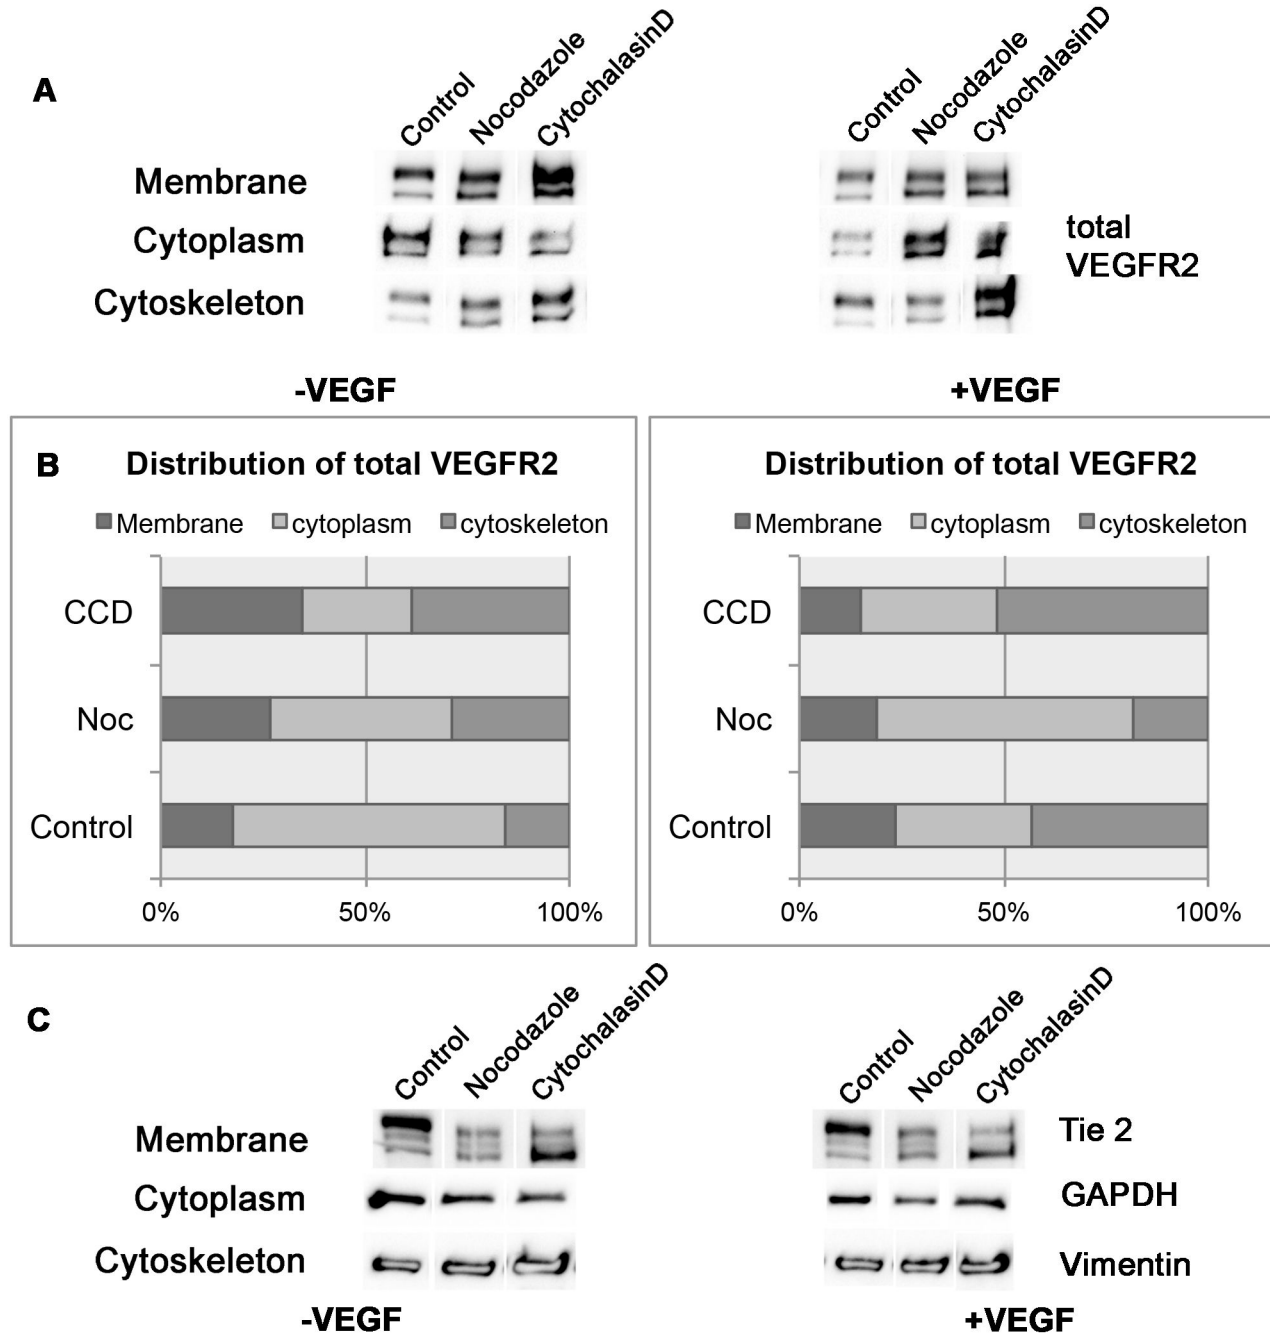 A
Control Nocodazole CytochalasinD
Control Nocodazole CytochalasinD
Membrane
Cytoplasm
Cytoskeleton
total
VEGFR2
-VEGF
+VEGF
B
Distribution of total VEGFR2
Membrane cytoplasm cytoskeleton
CCD
Noc
Control
0% 50% 100%
Distribution of total VEGFR2
Membrane cytoplasm cytoskeleton
CCD
Noc
Control
0% 50% 100%
C
Control Nocodazole CytochalasinD
Control Nocodazole CytochalasinD
Membrane
Tie 2
Cytoplasm
GAPDH
Cytoskeleton
Vimentin
-VEGF
+VEGF